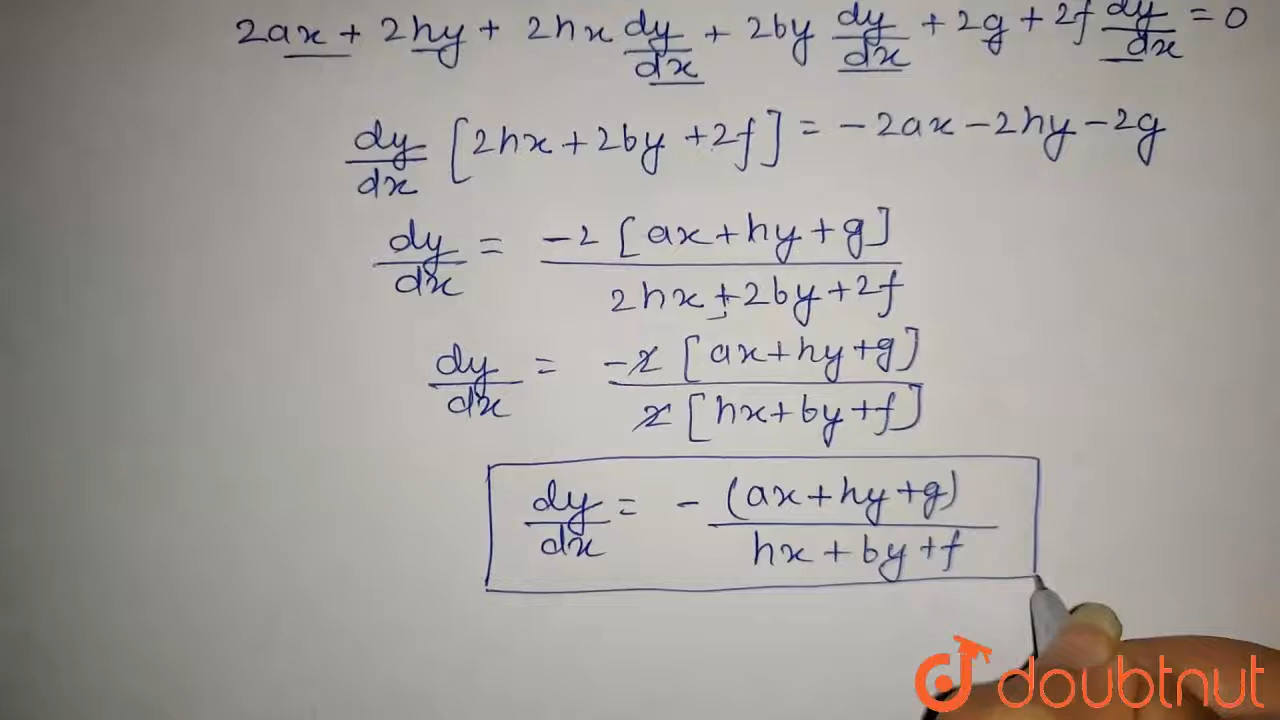 2ax + 2hy + 2hx dy/dx + 2by dy/dx + 2g + 2f dy/dx = 0
dy/dx [2hx + 2by + 2f] = -2ax - 2hy - 2g
dy/dx = -2 [ax + hy + g] / 2hx + 2by + 2f
dy/dx = -2 [ax + hy + g] / 2 [hx + by + f]
dy/dx = - (ax + hy + g) / hx + by + f
doubtnut